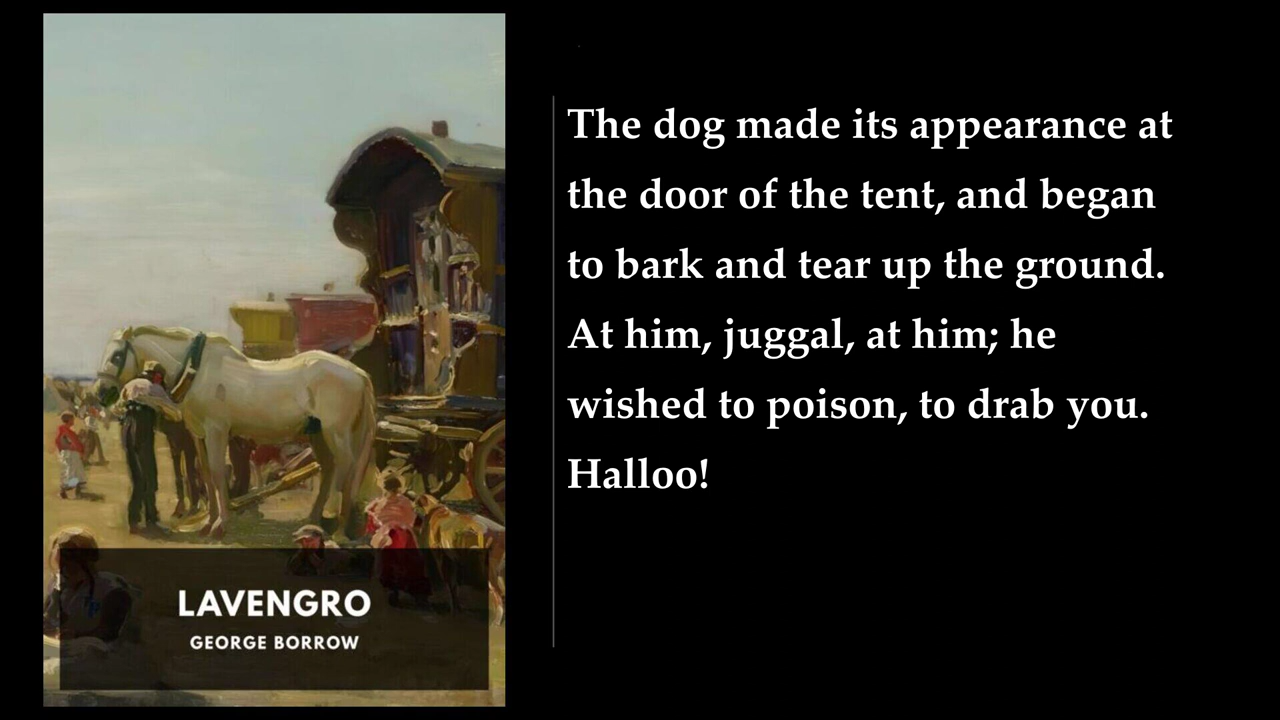 LAVENGRO
GEORGE BORROW
The dog made its appearance at
the door of the tent, and began
to bark and tear up the ground.
At him, juggal, at him; he
wished to poison, to drab you.
Halloo!